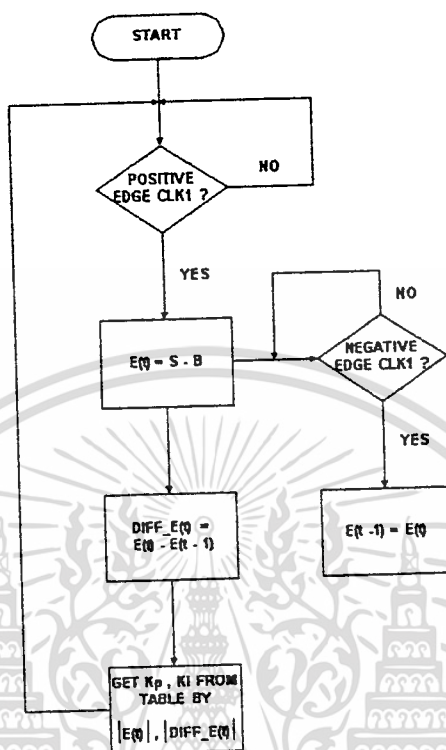 START
POSITIVE
EDGE CLK1 ?
NO
YES
E(t) = S - B
NO
NEGATIVE
EDGE CLK1 ?
YES
DIFF_E(t) =
E(t) - E(t - 1)
E(t -1) = E(t)
GET Kp , KI FROM
TABLE BY
|E(t)| , |DIFF_E(t)|